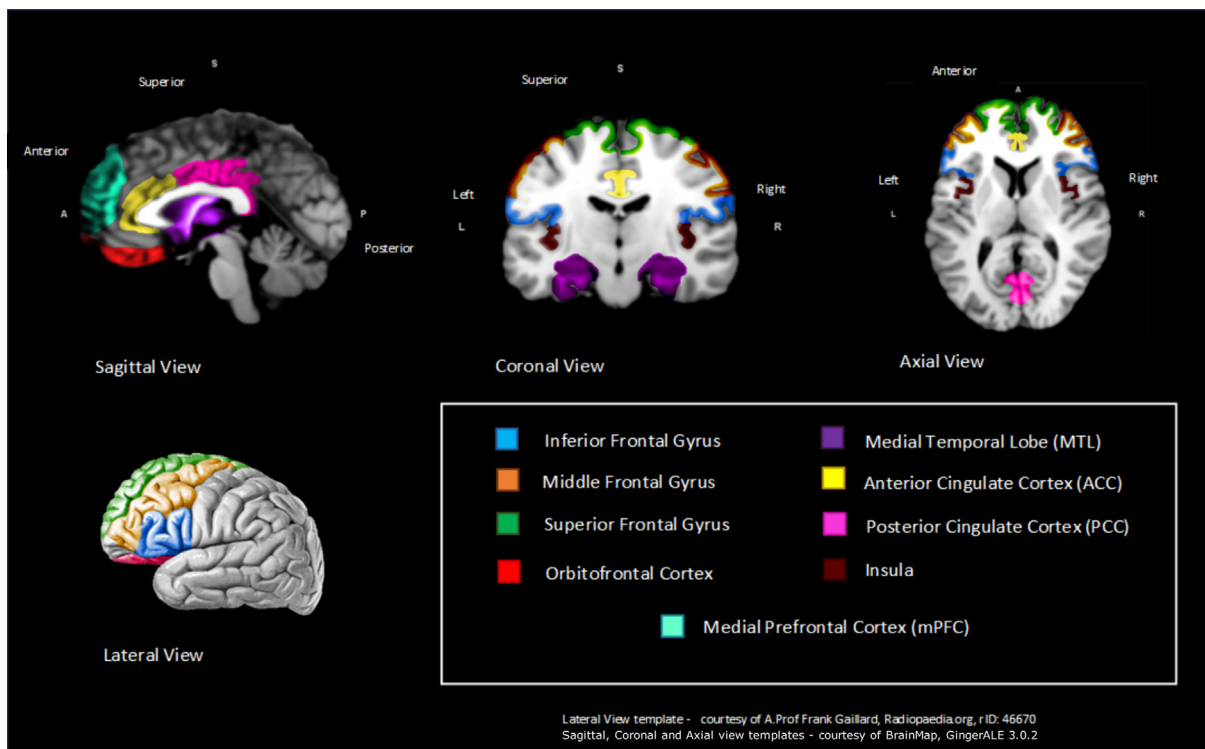 S
Superior
Anterior
A
P
Posterior
Sagittal View
S
Superior
Left
Right
L
R
Coronal View
Anterior
A
Left
Right
L
R
Axial View
Lateral View
Inferior Frontal Gyrus
Middle Frontal Gyrus
Superior Frontal Gyrus
Orbitofrontal Cortex
Medial Temporal Lobe (MTL)
Anterior Cingulate Cortex (ACC)
Posterior Cingulate Cortex (PCC)
Insula
Medial Prefrontal Cortex (mPFC)
Lateral View template - courtesy of A.Prof Frank Gaillard, Radiopaedia.org, rID: 46670
Sagittal, Coronal and Axial view templates - courtesy of BrainMap, GingerALE 3.0.2